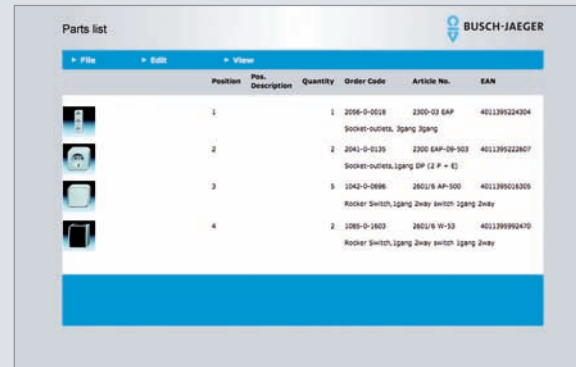 Parts list
BUSCH-JAEGER
File Edit View
Position Pos. Description Quantity Order Code Article No. EAN
1 1 2056-0-0018 2300-03 EAP 4011395224304
Socket-outlets, 3gang 3gang
2 2 2041-0-0135 2300 EAP-09-503 4011395222607
Socket-outlets,1gang DP (2 P + E)
3 5 1042-0-0696 2601/6 AP-500 4011395016305
Rocker Switch,1gang 2way switch 1gang 2way
4 2 1085-0-1603 2601/6 W-53 4011395992470
Rocker Switch,1gang 2way switch 1gang 2way